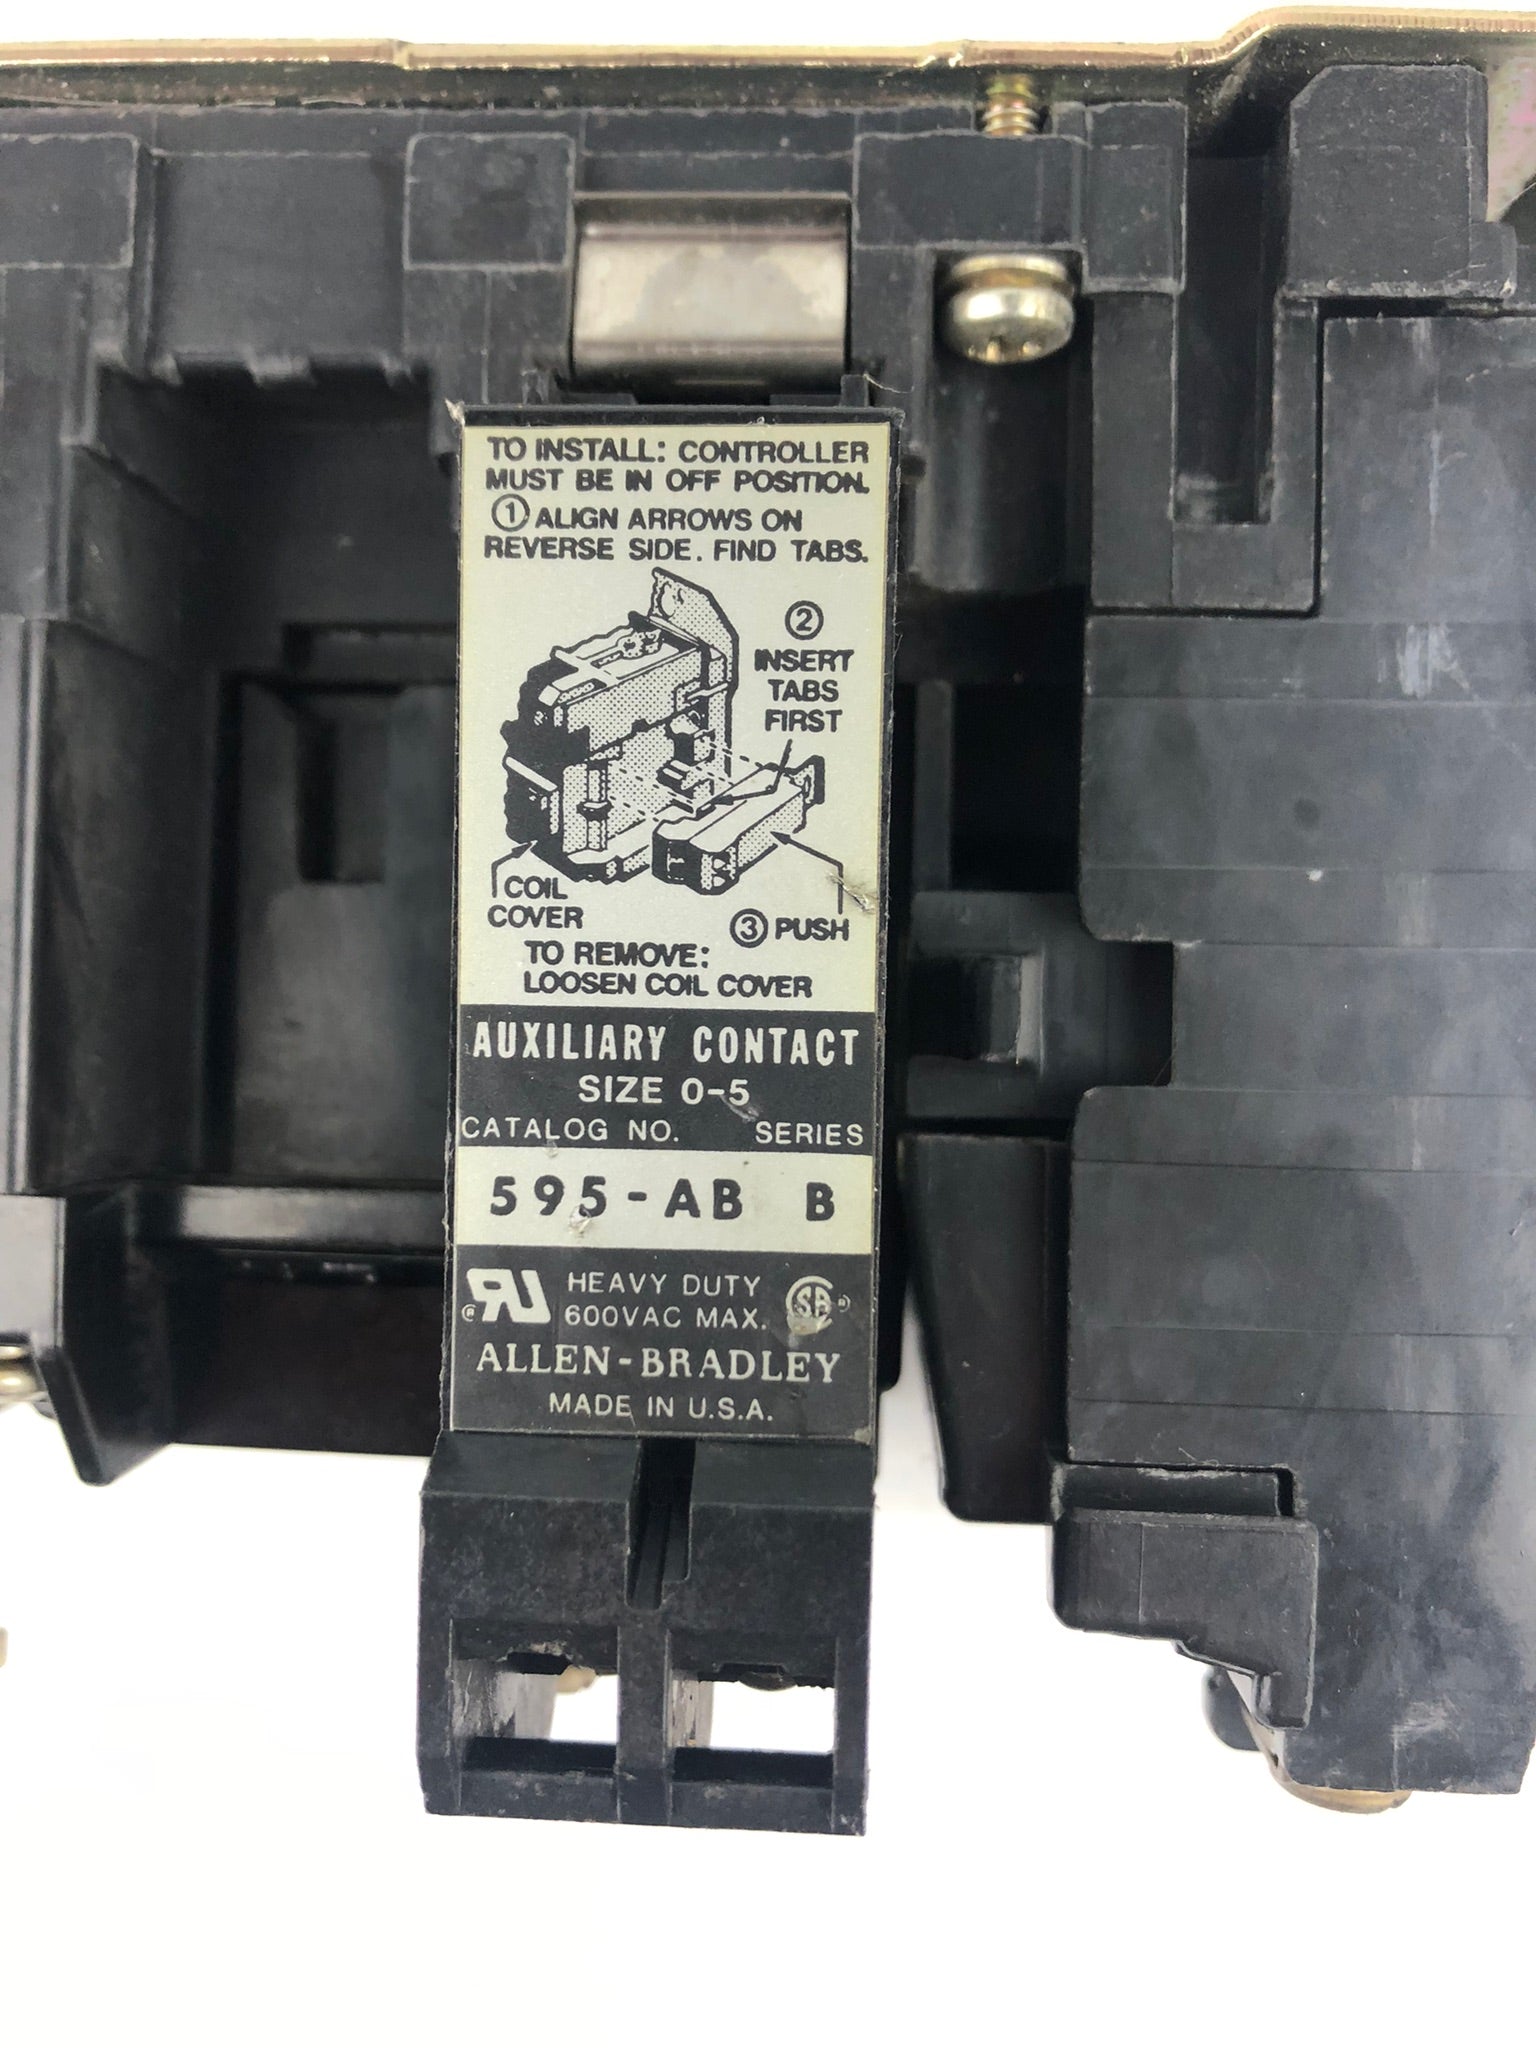 TO INSTALL: CONTROLLER
MUST BE IN OFF POSITION.
① ALIGN ARROWS ON
REVERSE SIDE. FIND TABS.
②
INSERT
TABS
FIRST
COIL
COVER
③ PUSH
TO REMOVE:
LOOSEN COIL COVER
AUXILIARY CONTACT
SIZE 0-5
CATALOG NO. SERIES
595-AB B
HEAVY DUTY
600VAC MAX.
ALLEN-BRADLEY
MADE IN U.S.A.